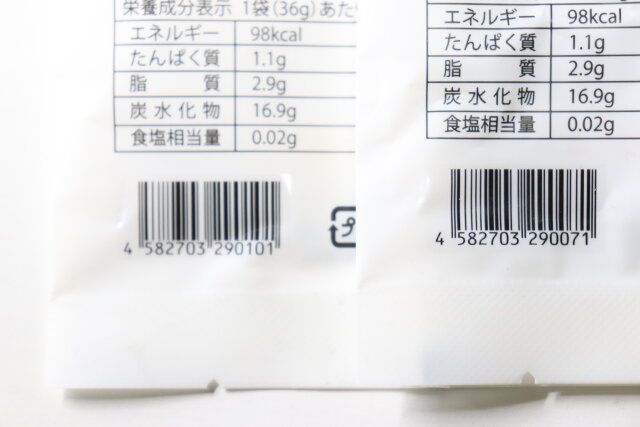 栄養成分表示 1袋(36g)あた
エネルギー 98kcal
たんぱく質 1.1g
脂 質 2.9g
炭水化物 16.9g
食塩相当量 0.02g
4 582703 290101
プ
エネルギー 98kcal
たんぱく質 1.1g
脂 質 2.9g
炭水化物 16.9g
食塩相当量 0.02g
4 582703 290071